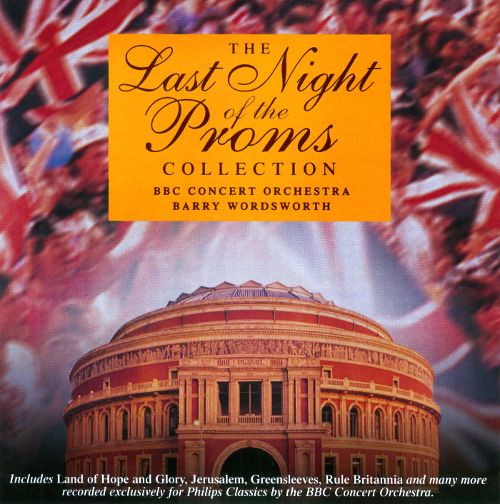 THE
Last Night
of the
Proms
COLLECTION
BBC CONCERT ORCHESTRA
BARRY WORDSWORTH
Includes Land of Hope and Glory, Jerusalem, Greensleeves, Rule Britannia and many more
recorded exclusively for Philips Classics by the BBC Concert Orchestra.